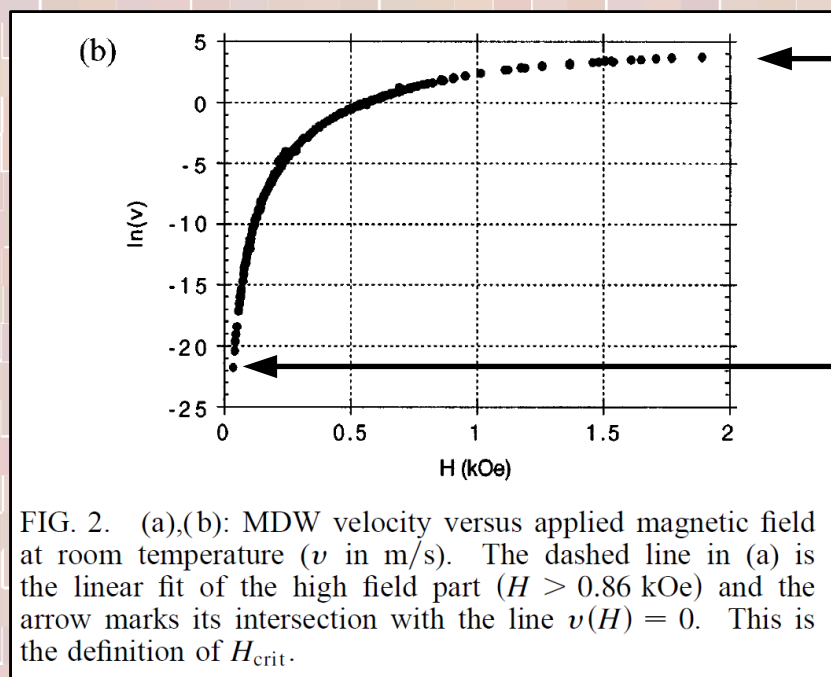 (b)
5
0
-5
-10
-15
-20
-25
ln(v)
0 0.5 1 1.5 2
H (kOe)
FIG. 2. (a),(b): MDW velocity versus applied magnetic field
at room temperature (υ in m/s). The dashed line in (a) is
the linear fit of the high field part (H > 0.86 kOe) and the
arrow marks its intersection with the line υ(H) = 0. This is
the definition of Hcrit.